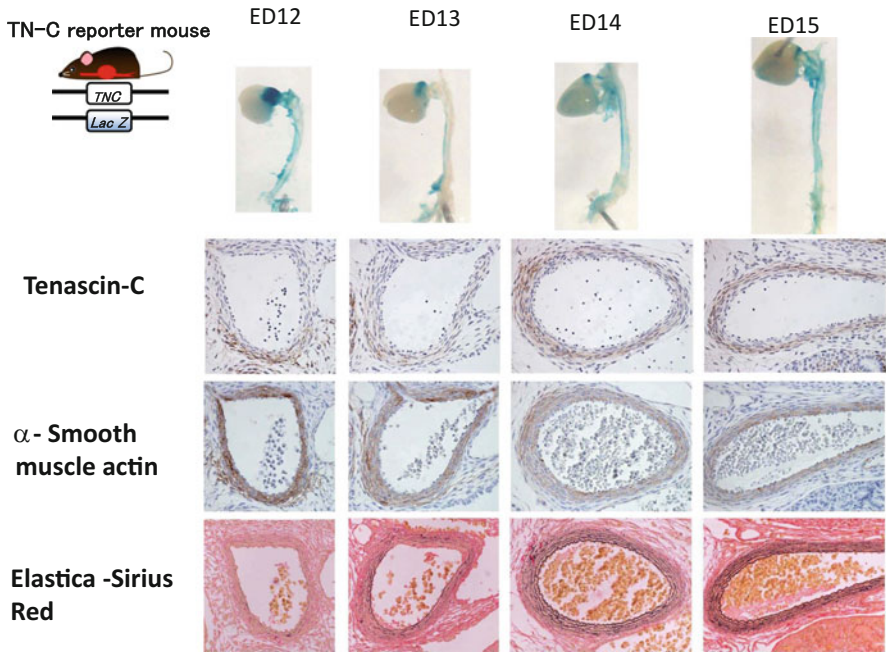 TN-C reporter mouse
TNC
Lac Z
ED12
ED13
ED14
ED15
Tenascin-C
α- Smooth
muscle actin
Elastica -Sirius
Red